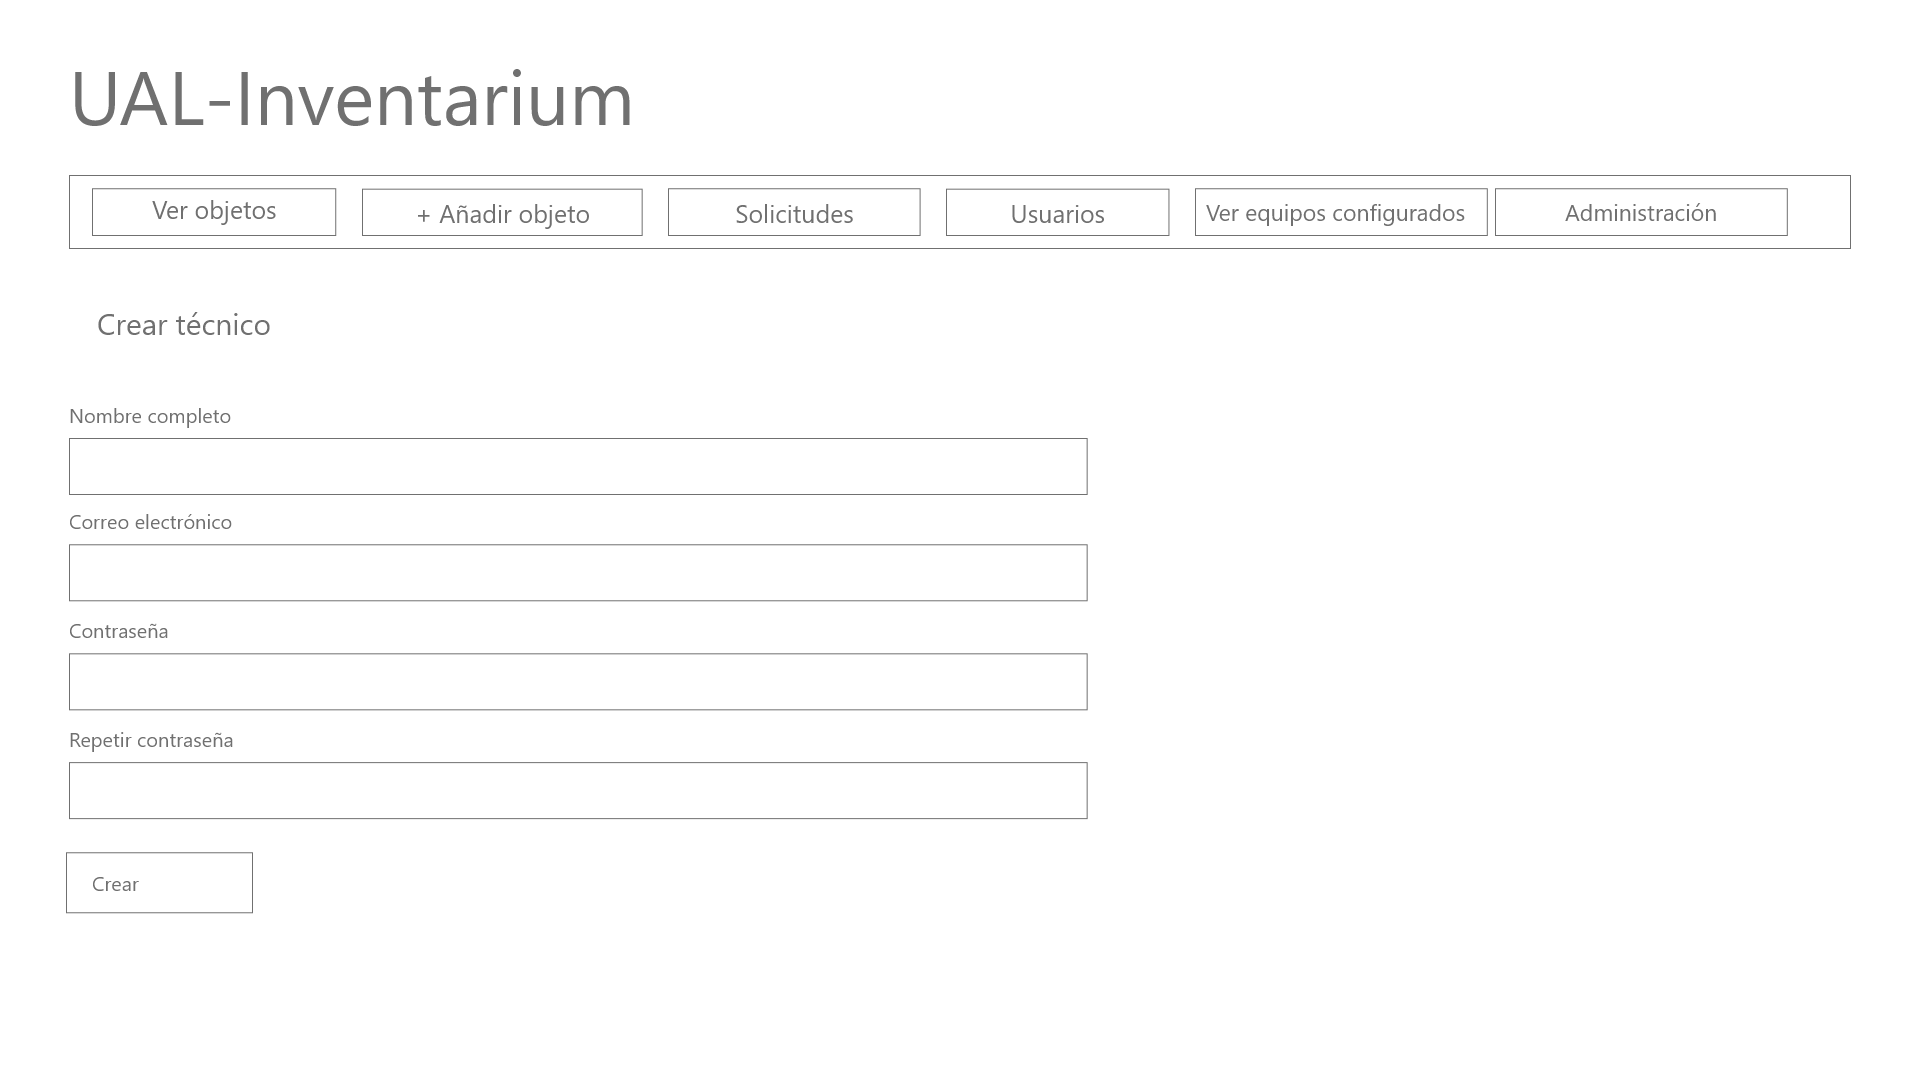 UAL-Inventarium
Ver objetos
+ Añadir objeto
Solicitudes
Usuarios
Ver equipos configurados
Administración
Crear técnico
Nombre completo
Correo electrónico
Contraseña
Repetir contraseña
Crear